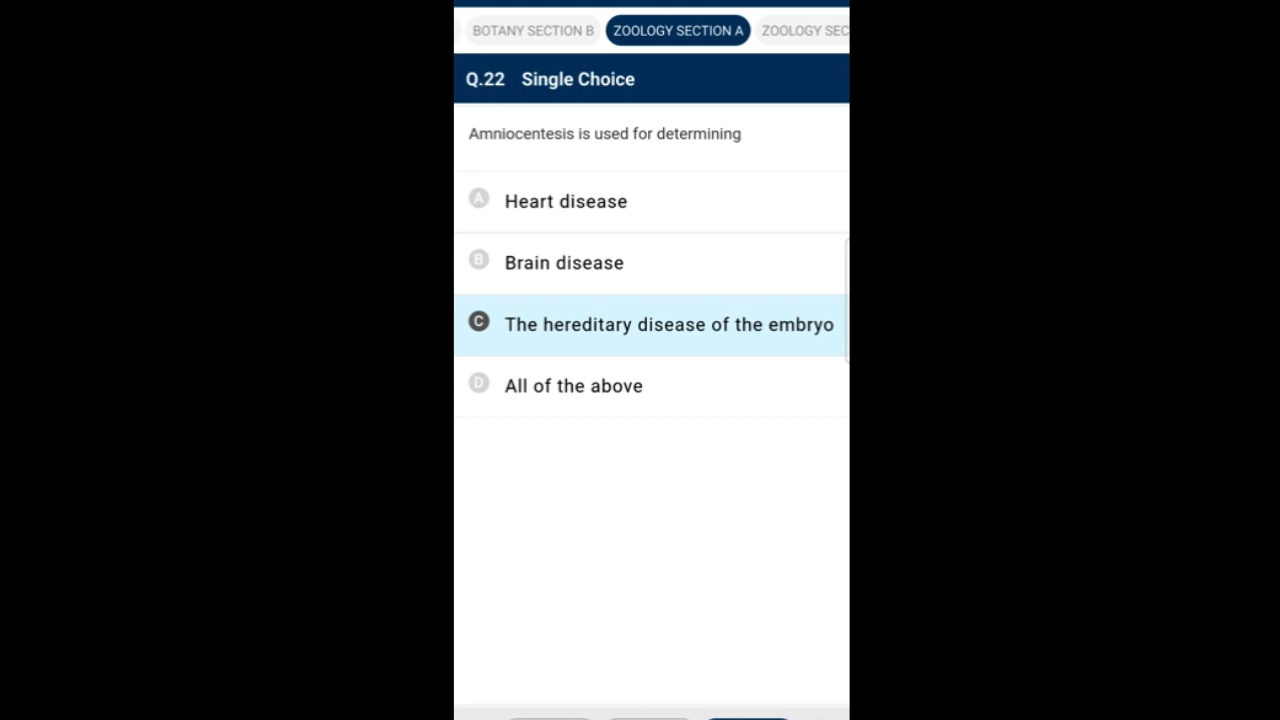 BOTANY SECTION B ZOOLOGY SECTION A ZOOLOGY SEC
Q.22 Single Choice
Amniocentesis is used for determining
A Heart disease
B Brain disease
C The hereditary disease of the embryo
D All of the above